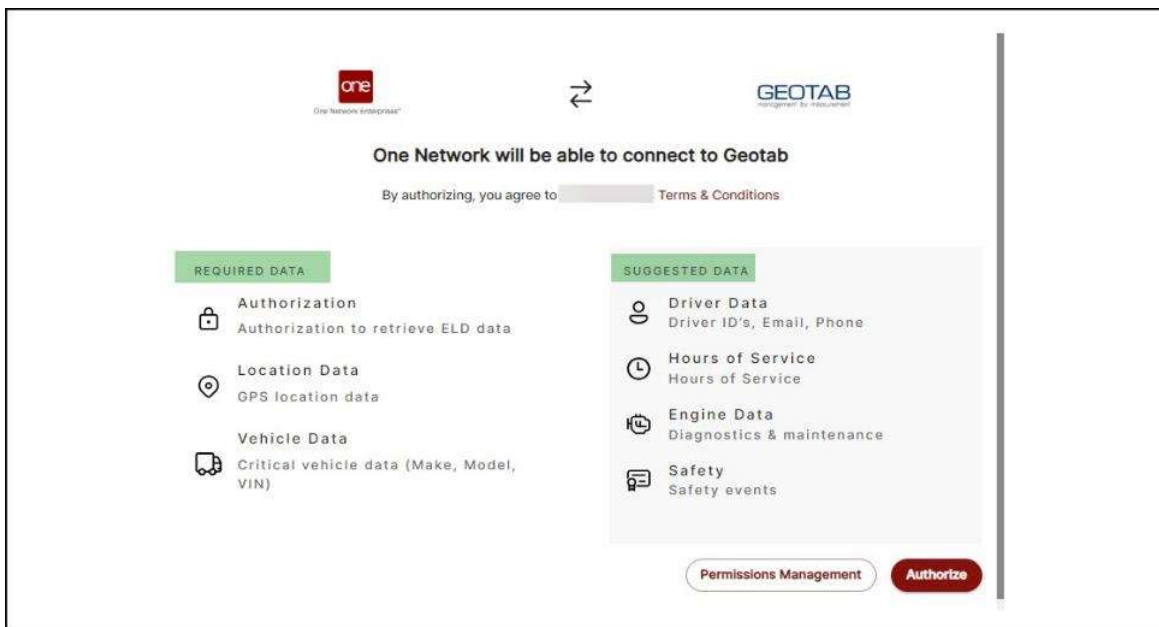 one
One Network Enterprises®
GEOTAB
management by measurement
One Network will be able to connect to Geotab
By authorizing, you agree to Terms & Conditions
REQUIRED DATA
Authorization
Authorization to retrieve ELD data
Location Data
GPS location data
Vehicle Data
Critical vehicle data (Make, Model,
VIN)
SUGGESTED DATA
Driver Data
Driver ID's, Email, Phone
Hours of Service
Hours of Service
Engine Data
Diagnostics & maintenance
Safety
Safety events
Permissions Management
Authorize